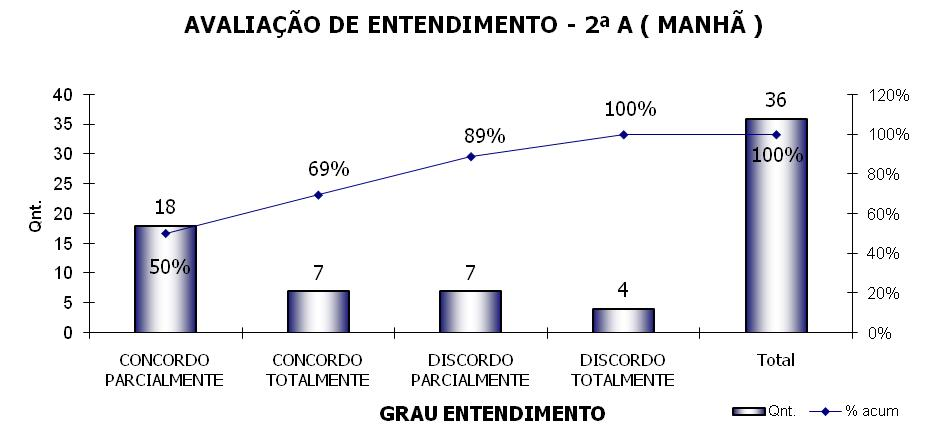 AVALIAÇÃO DE ENTENDIMENTO - 2ª A ( MANHÃ )
40
35
30
25
20
15
10
5
0
Qnt.
120%
100%
80%
60%
40%
20%
0%
18
7
7
4
36
50%
69%
89%
100%
100%
CONCORDO
PARCIALMENTE
CONCORDO
TOTALMENTE
DISCORDO
PARCIALMENTE
DISCORDO
TOTALMENTE
Total
GRAU ENTENDIMENTO
Qnt.
% acum